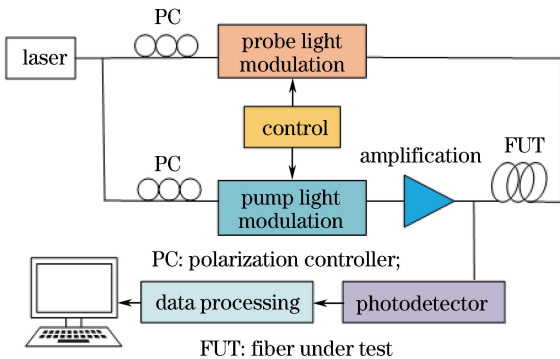 PC
laser
probe light
modulation
control
amplification
FUT
PC
pump light
modulation
PC: polarization controller;
data processing
photodetector
FUT: fiber under test